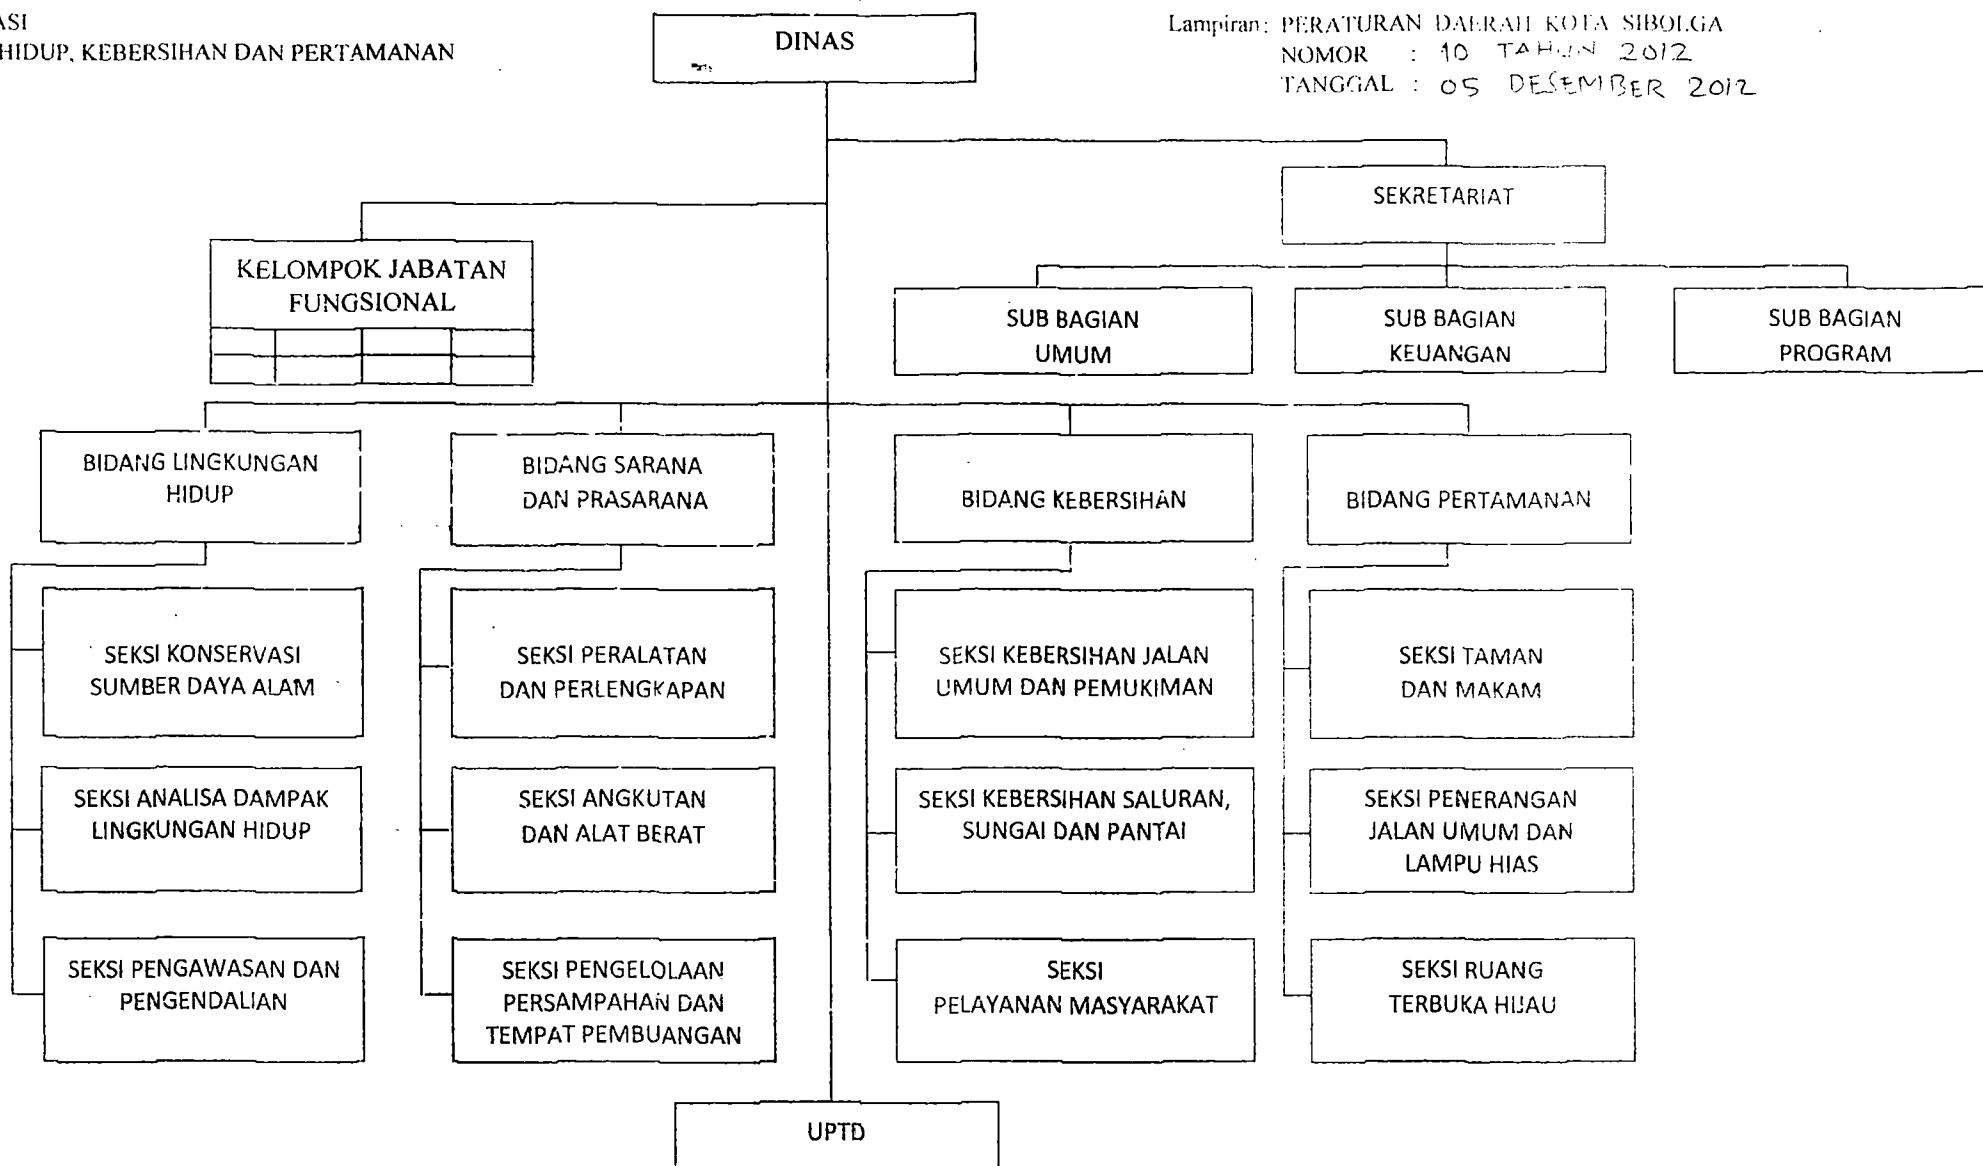 ASI
HIDUP, KEBERSIHAN DAN PERTAMANAN
DINAS
Lampiran: PERATURAN DAERAH KOTA SIBOLGA
NOMOR : 10 TAHUN 2012
TANGGAL : 05 DESEMBER 2012
SEKRETARIAT
KELOMPOK JABATAN
FUNGSIONAL
SUB BAGIAN
UMUM
SUB BAGIAN
KEUANGAN
SUB BAGIAN
PROGRAM
BIDANG LINGKUNGAN
HIDUP
BIDANG SARANA
DAN PRASARANA
BIDANG KEBERSIHAN
BIDANG PERTAMANAN
SEKSI KONSERVASI
SUMBER DAYA ALAM
SEKSI PERALATAN
DAN PERLENGKAPAN
SEKSI KEBERSIHAN JALAN
UMUM DAN PEMUKIMAN
SEKSI TAMAN
DAN MAKAM
SEKSI ANALISA DAMPAK
LINGKUNGAN HIDUP
SEKSI ANGKUTAN
DAN ALAT BERAT
SEKSI KEBERSIHAN SALURAN,
SUNGAI DAN PANTAI
SEKSI PENERANGAN
JALAN UMUM DAN
LAMPU HIAS
SEKSI PENGAWASAN DAN
PENGENDALIAN
SEKSI PENGELOLAAN
PERSAMPAHAN DAN
TEMPAT PEMBUANGAN
SEKSI
PELAYANAN MASYARAKAT
SEKSI RUANG
TERBUKA HIJAU
UPTD